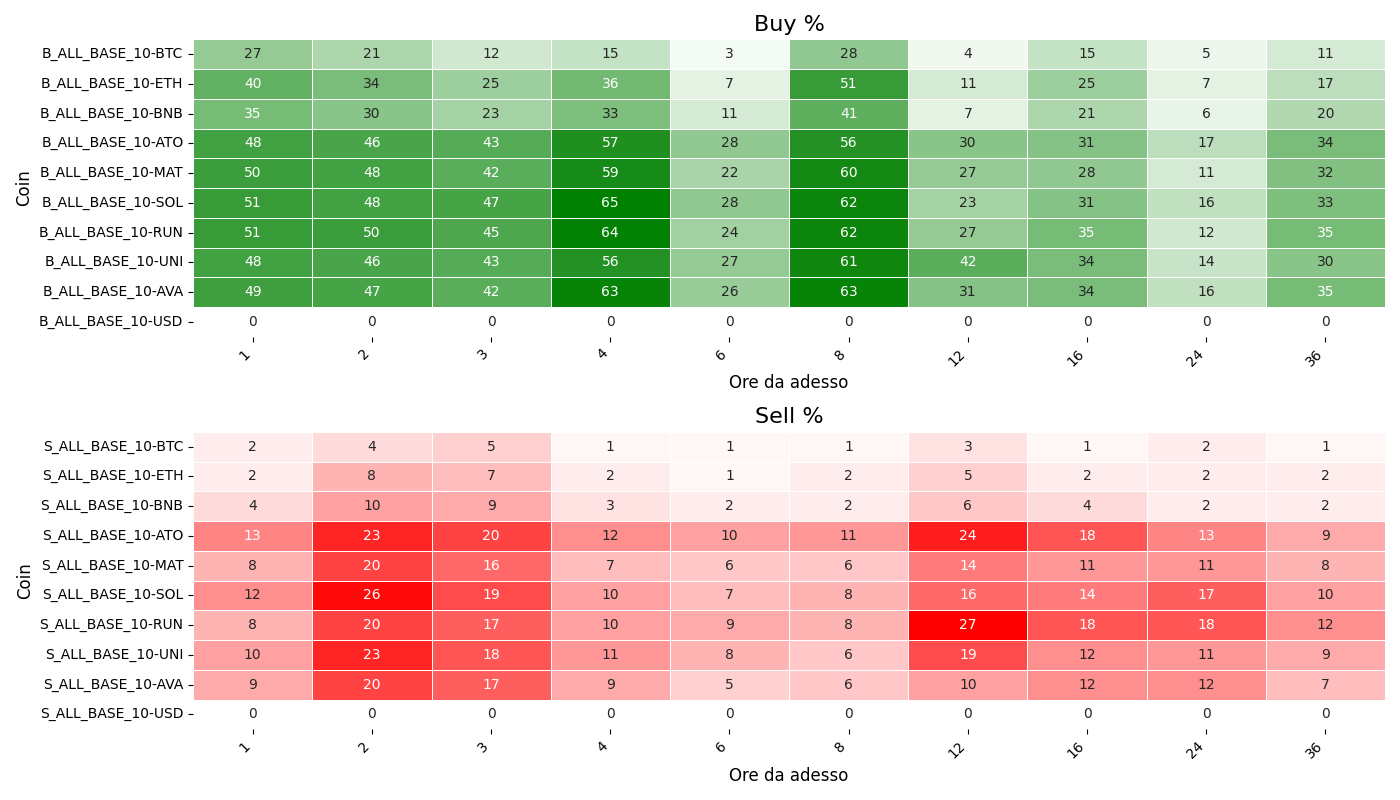 Buy %
B_ALL_BASE_10-BTC 27 21 12 15 3 28 4 15 5 11
B_ALL_BASE_10-ETH 40 34 25 36 7 51 11 25 7 17
B_ALL_BASE_10-BNB 35 30 23 33 11 41 7 21 6 20
B_ALL_BASE_10-ATO 48 46 43 57 28 56 30 31 17 34
B_ALL_BASE_10-MAT 50 48 42 59 22 60 27 28 11 32
B_ALL_BASE_10-SOL 51 48 47 65 28 62 23 31 16 33
B_ALL_BASE_10-RUN 51 50 45 64 24 62 27 35 12 35
B_ALL_BASE_10-UNI 48 46 43 56 27 61 42 34 14 30
B_ALL_BASE_10-AVA 49 47 42 63 26 63 31 34 16 35
B_ALL_BASE_10-USD 0 0 0 0 0 0 0 0 0 0
Coin
1 2 3 4 6 8 12 16 24 36
Ore da adesso
Sell %
S_ALL_BASE_10-BTC 2 4 5 1 1 1 3 1 2 1
S_ALL_BASE_10-ETH 2 8 7 2 1 2 5 2 2 2
S_ALL_BASE_10-BNB 4 10 9 3 2 2 6 4 2 2
S_ALL_BASE_10-ATO 13 23 20 12 10 11 24 18 13 9
S_ALL_BASE_10-MAT 8 20 16 7 6 6 14 11 11 8
S_ALL_BASE_10-SOL 12 26 19 10 7 8 16 14 17 10
S_ALL_BASE_10-RUN 8 20 17 10 9 8 27 18 18 12
S_ALL_BASE_10-UNI 10 23 18 11 8 6 19 12 11 9
S_ALL_BASE_10-AVA 9 20 17 9 5 6 10 12 12 7
S_ALL_BASE_10-USD 0 0 0 0 0 0 0 0 0 0
Coin
1 2 3 4 6 8 12 16 24 36
Ore da adesso